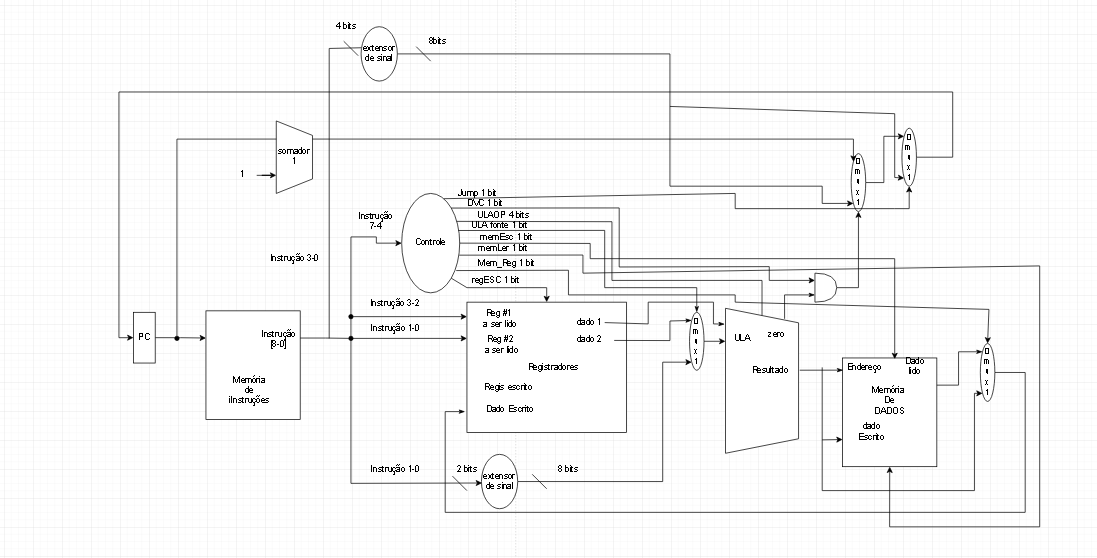 4 bits
8bits
extensor
de sinal
somador
1
1
0
m
u
x
1
0
m
u
x
1
Jump 1 bit
DVC 1 bit
ULAOP 4 bits
ULA fonte 1 bit
memEsc 1 bit
memLer 1 bit
Mem_Reg 1 bit
regESC 1 bit
Instrução
7-4
Controle
Instrução 3-0
Instrução 3-2
Instrução 1-0
PC
Instrução
[8-0]
Memória
de
iInstruções
Reg #1
a ser lido
dado 1
Reg #2
a ser lido
dado 2
Registradores
Regis escrito
Dado Escrito
0
m
u
x
1
ULA
zero
Resultado
Endereço
Dado
lido
Memória
De
DADOS
dado
Escrito
0
m
u
x
1
Instrução 1-0
2 bits
extensor
de sinal
8 bits